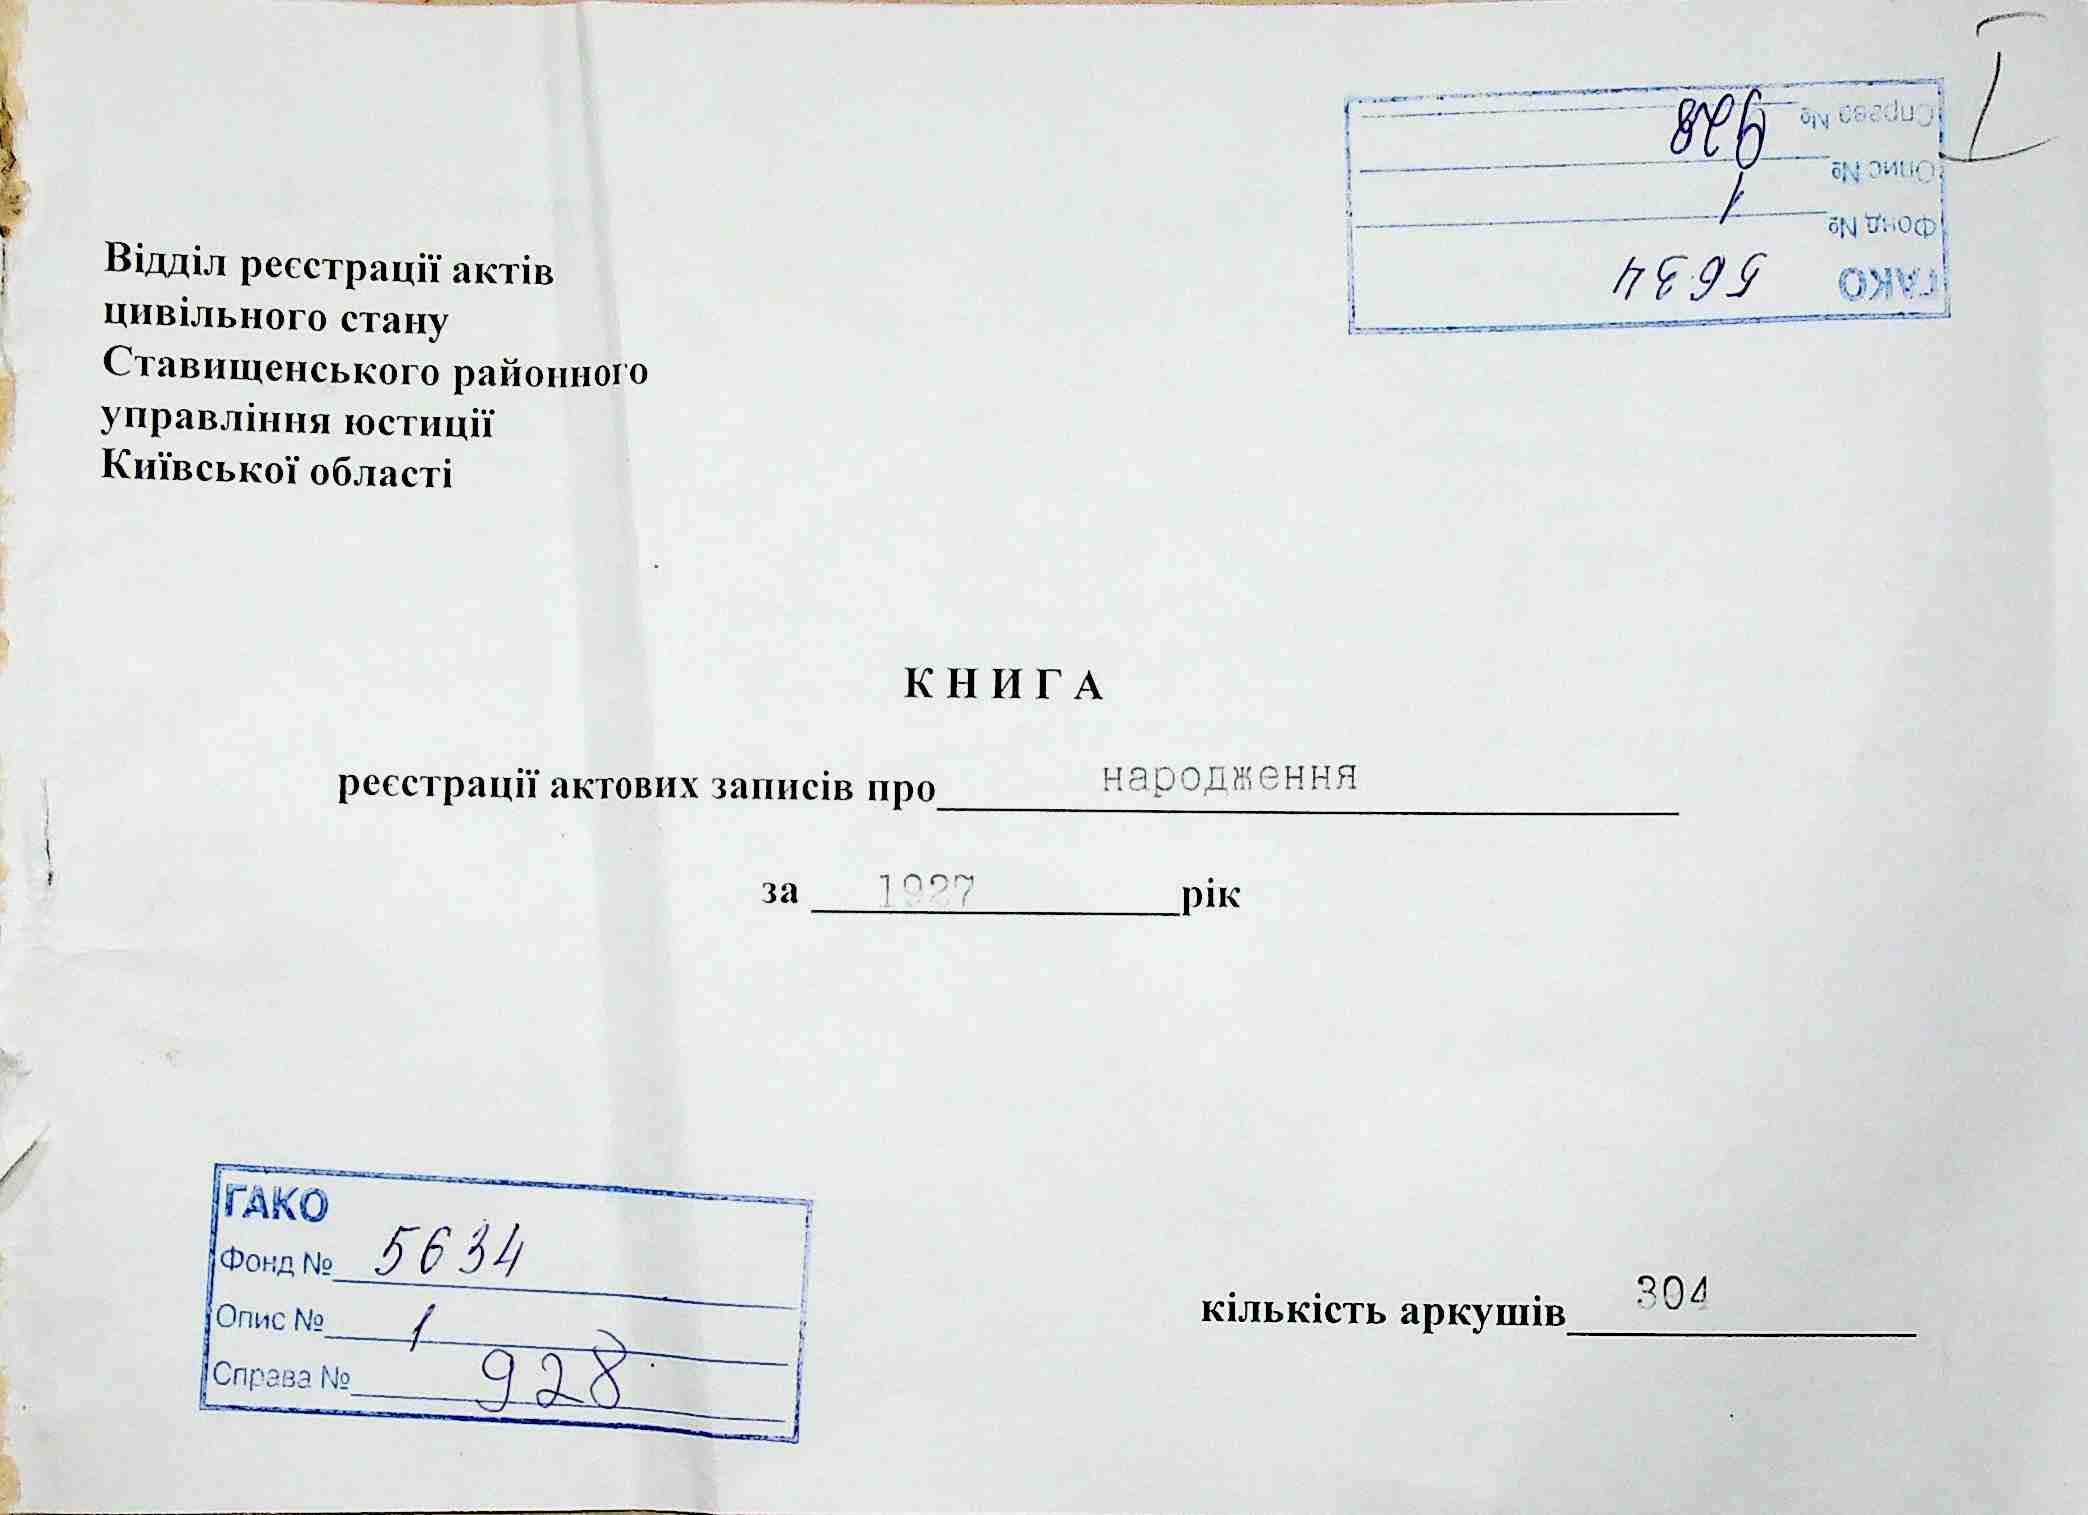 I
ГАКО
Фонд № 5634
Опис № 1
Справа № 928
Відділ реєстрації актів
цивільного стану
Ставищенського районного
управління юстиції
Київської області
КНИГА
реєстрації актових записів про народження
за 1927 рік
ГАКО
Фонд № 5634
Опис № 1
Справа № 928
кількість аркушів 304